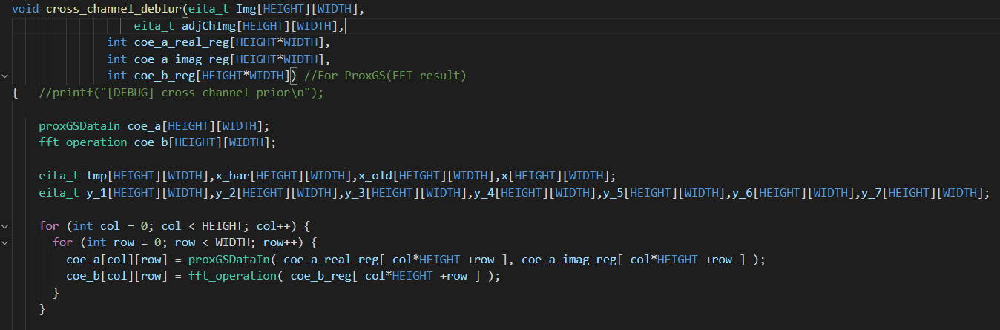 void cross_channel_deblur(eita_t Img[HEIGHT][WIDTH],
eita_t adjChImg[HEIGHT][WIDTH],
int coe_a_real_reg[HEIGHT*WIDTH],
int coe_a_imag_reg[HEIGHT*WIDTH],
int coe_b_reg[HEIGHT*WIDTH]) //For ProxGS(FFT result)
{ //printf("[DEBUG] cross channel prior\n");
proxGSDataIn coe_a[HEIGHT][WIDTH];
fft_operation coe_b[HEIGHT][WIDTH];
eita_t tmp[HEIGHT][WIDTH],x_bar[HEIGHT][WIDTH],x_old[HEIGHT][WIDTH],x[HEIGHT][WIDTH];
eita_t y_1[HEIGHT][WIDTH],y_2[HEIGHT][WIDTH],y_3[HEIGHT][WIDTH],y_4[HEIGHT][WIDTH],y_5[HEIGHT][WIDTH],y_6[HEIGHT][WIDTH],y_7[HEIGHT][WIDTH];
for (int col = 0; col < HEIGHT; col++) {
for (int row = 0; row < WIDTH; row++) {
coe_a[col][row] = proxGSDataIn( coe_a_real_reg[ col*HEIGHT +row ], coe_a_imag_reg[ col*HEIGHT +row ] );
coe_b[col][row] = fft_operation( coe_b_reg[ col*HEIGHT +row ] );
}
}